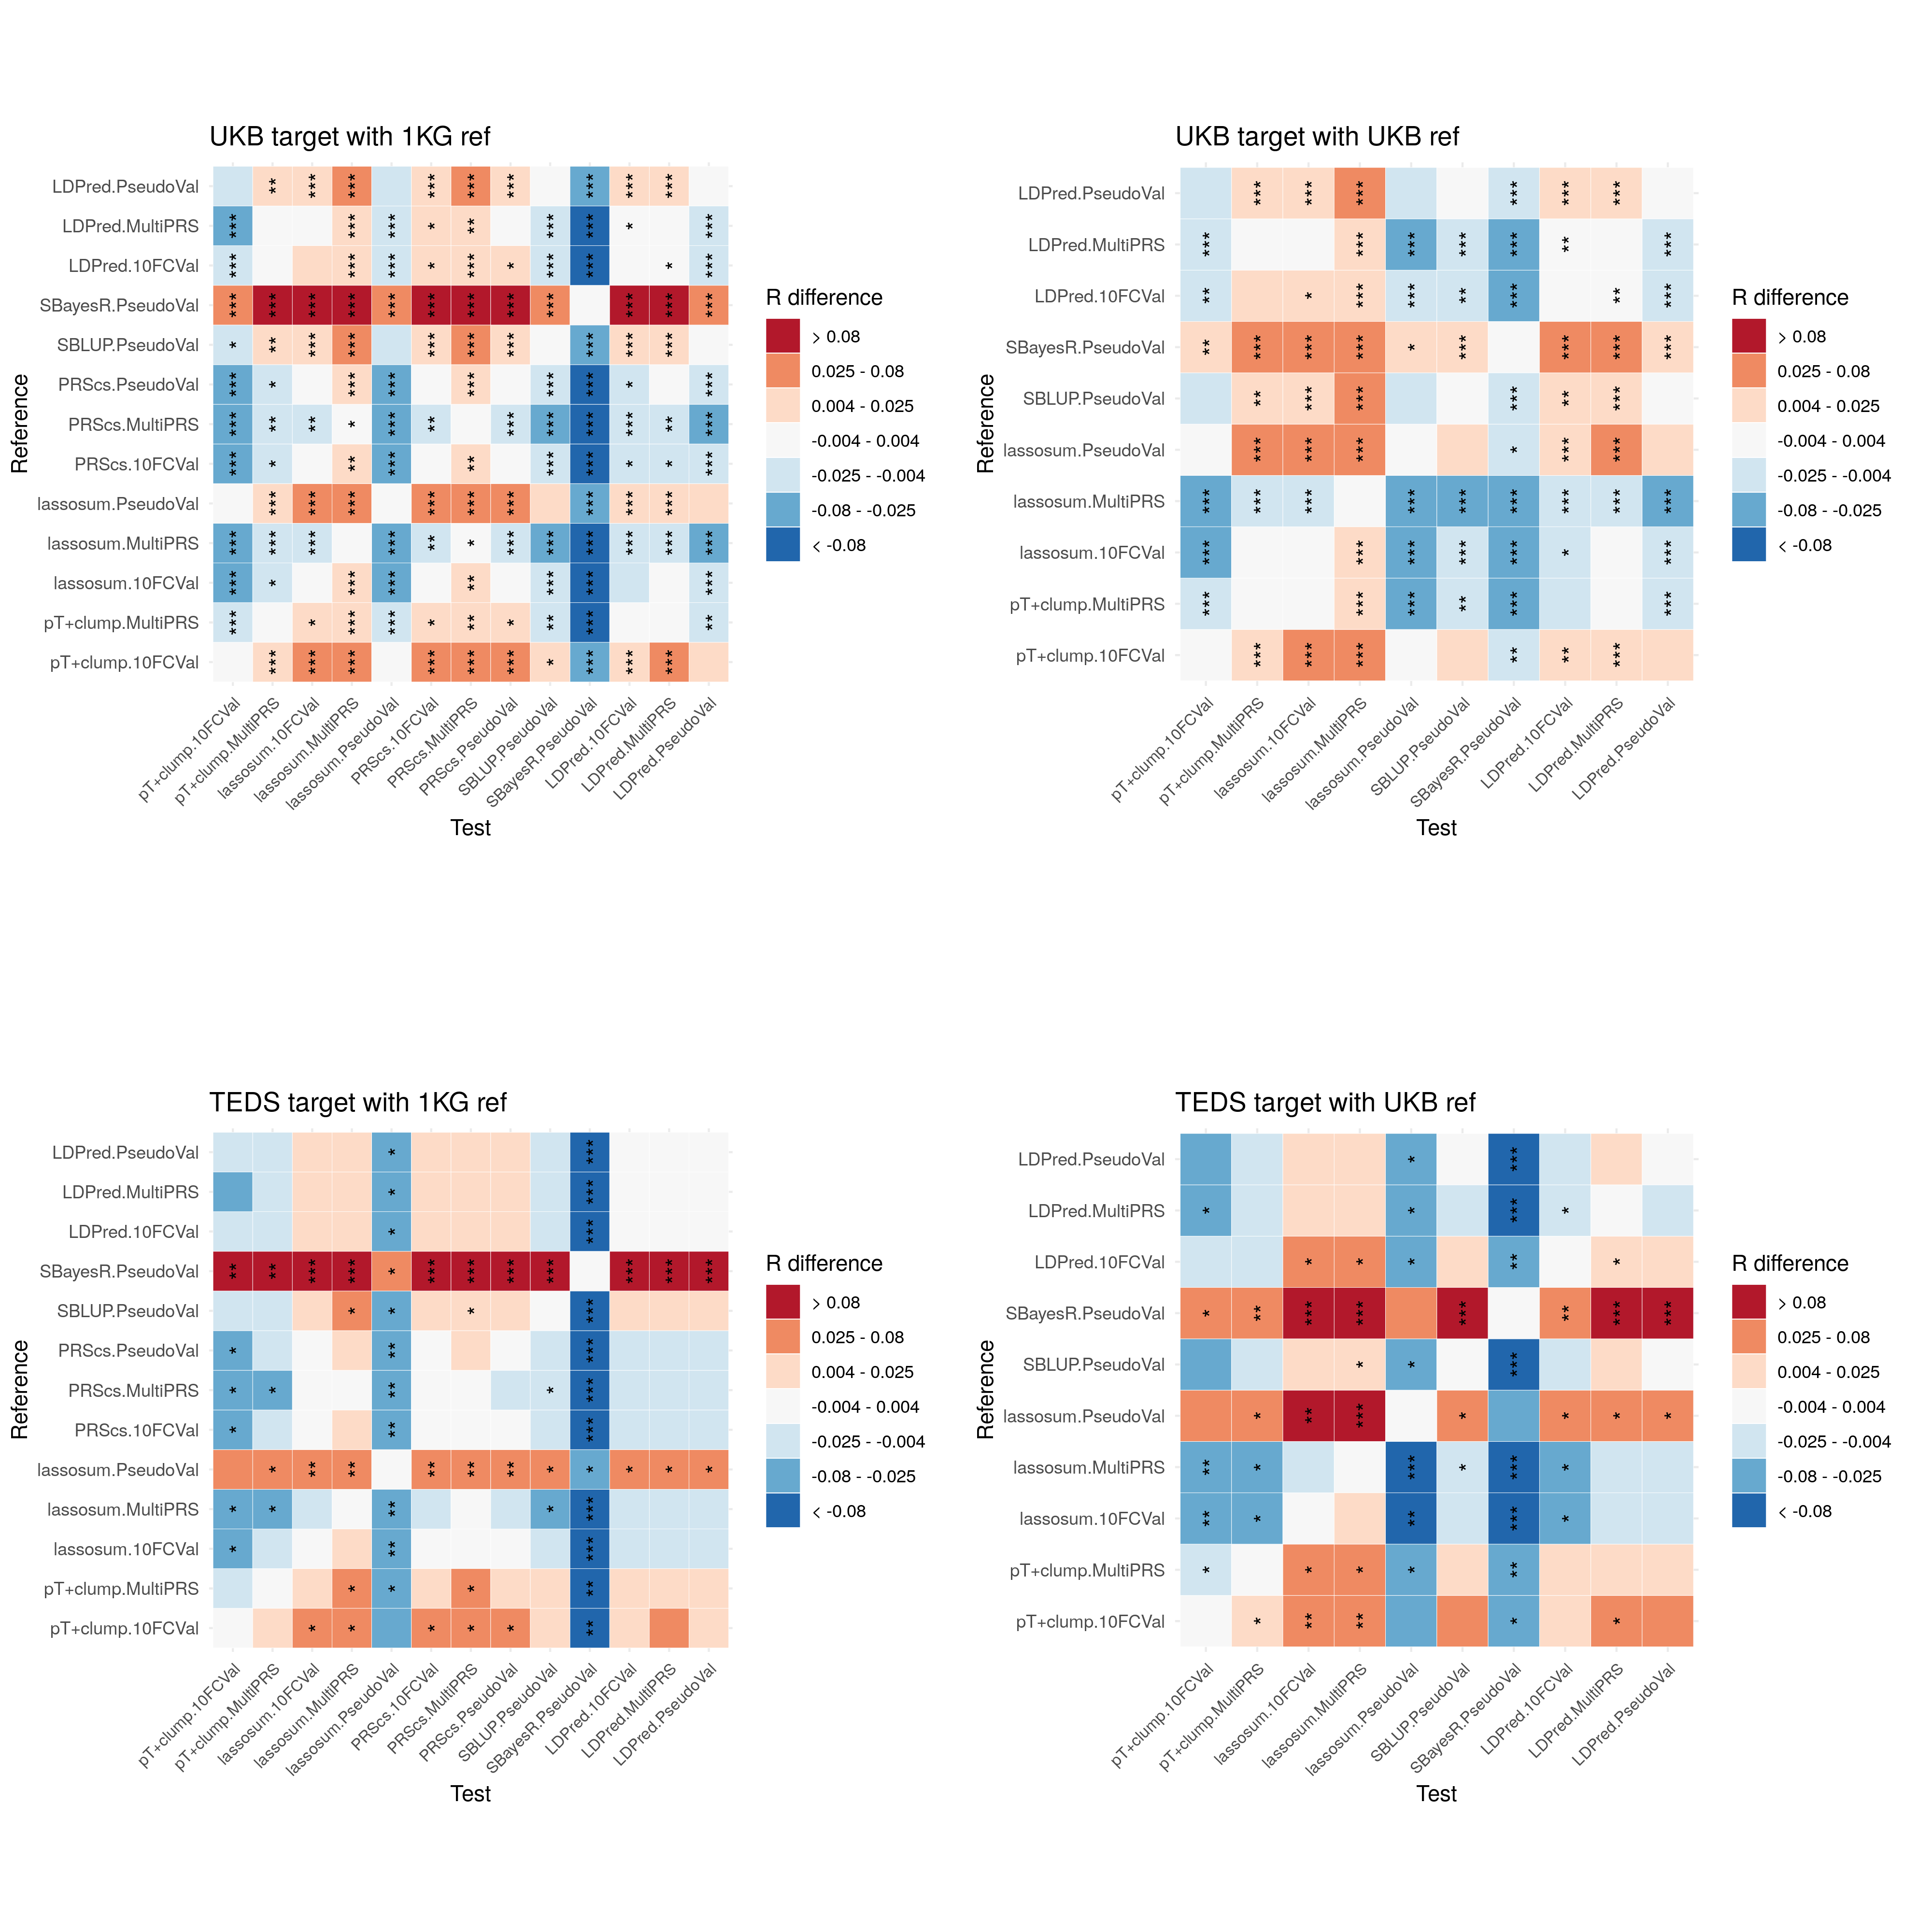 UKB target with 1KG ref
Reference
LDPred.PseudoVal
LDPred.MultiPRS
LDPred.10FCVal
SBayesR.PseudoVal
SBLUP.PseudoVal
PRScs.PseudoVal
PRScs.MultiPRS
PRScs.10FCVal
lassosum.PseudoVal
lassosum.MultiPRS
lassosum.10FCVal
pT+clump.MultiPRS
pT+clump.10FCVal
pT+clump.10FCVal
pT+clump.MultiPRS
lassosum.10FCVal
lassosum.MultiPRS
lassosum.PseudoVal
PRScs.10FCVal
PRScs.MultiPRS
PRScs.PseudoVal
SBLUP.PseudoVal
SBayesR.PseudoVal
LDPred.10FCVal
LDPred.MultiPRS
LDPred.PseudoVal
Test
R difference
> 0.08
0.025 - 0.08
0.004 - 0.025
-0.004 - 0.004
-0.025 - -0.004
-0.08 - -0.025
< -0.08
UKB target with UKB ref
Reference
LDPred.PseudoVal
LDPred.MultiPRS
LDPred.10FCVal
SBayesR.PseudoVal
SBLUP.PseudoVal
lassosum.PseudoVal
lassosum.MultiPRS
lassosum.10FCVal
pT+clump.MultiPRS
pT+clump.10FCVal
pT+clump.10FCVal
pT+clump.MultiPRS
lassosum.10FCVal
lassosum.MultiPRS
lassosum.PseudoVal
SBLUP.PseudoVal
SBayesR.PseudoVal
LDPred.10FCVal
LDPred.MultiPRS
LDPred.PseudoVal
Test
R difference
> 0.08
0.025 - 0.08
0.004 - 0.025
-0.004 - 0.004
-0.025 - -0.004
-0.08 - -0.025
< -0.08
TEDS target with 1KG ref
Reference
LDPred.PseudoVal
LDPred.MultiPRS
LDPred.10FCVal
SBayesR.PseudoVal
SBLUP.PseudoVal
PRScs.PseudoVal
PRScs.MultiPRS
PRScs.10FCVal
lassosum.PseudoVal
lassosum.MultiPRS
lassosum.10FCVal
pT+clump.MultiPRS
pT+clump.10FCVal
pT+clump.10FCVal
pT+clump.MultiPRS
lassosum.10FCVal
lassosum.MultiPRS
lassosum.PseudoVal
PRScs.10FCVal
PRScs.MultiPRS
PRScs.PseudoVal
SBLUP.PseudoVal
SBayesR.PseudoVal
LDPred.10FCVal
LDPred.MultiPRS
LDPred.PseudoVal
Test
R difference
> 0.08
0.025 - 0.08
0.004 - 0.025
-0.004 - 0.004
-0.025 - -0.004
-0.08 - -0.025
< -0.08
TEDS target with UKB ref
Reference
LDPred.PseudoVal
LDPred.MultiPRS
LDPred.10FCVal
SBayesR.PseudoVal
SBLUP.PseudoVal
lassosum.PseudoVal
lassosum.MultiPRS
lassosum.10FCVal
pT+clump.MultiPRS
pT+clump.10FCVal
pT+clump.10FCVal
pT+clump.MultiPRS
lassosum.10FCVal
lassosum.MultiPRS
lassosum.PseudoVal
SBLUP.PseudoVal
SBayesR.PseudoVal
LDPred.10FCVal
LDPred.MultiPRS
LDPred.PseudoVal
Test
R difference
> 0.08
0.025 - 0.08
0.004 - 0.025
-0.004 - 0.004
-0.025 - -0.004
-0.08 - -0.025
< -0.08